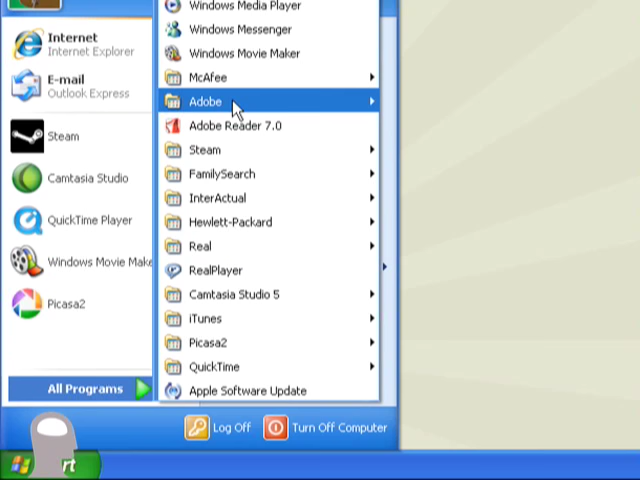 Internet
Internet Explorer
E-mail
Outlook Express
Steam
Camtasia Studio
QuickTime Player
Windows Movie Make
Picasa2
All Programs
Windows Media Player
Windows Messenger
Windows Movie Maker
McAfee
Adobe
Adobe Reader 7.0
Steam
FamilySearch
InterActual
Hewlett-Packard
Real
RealPlayer
Camtasia Studio 5
iTunes
Picasa2
QuickTime
Apple Software Update
Log Off
Turn Off Computer
rt